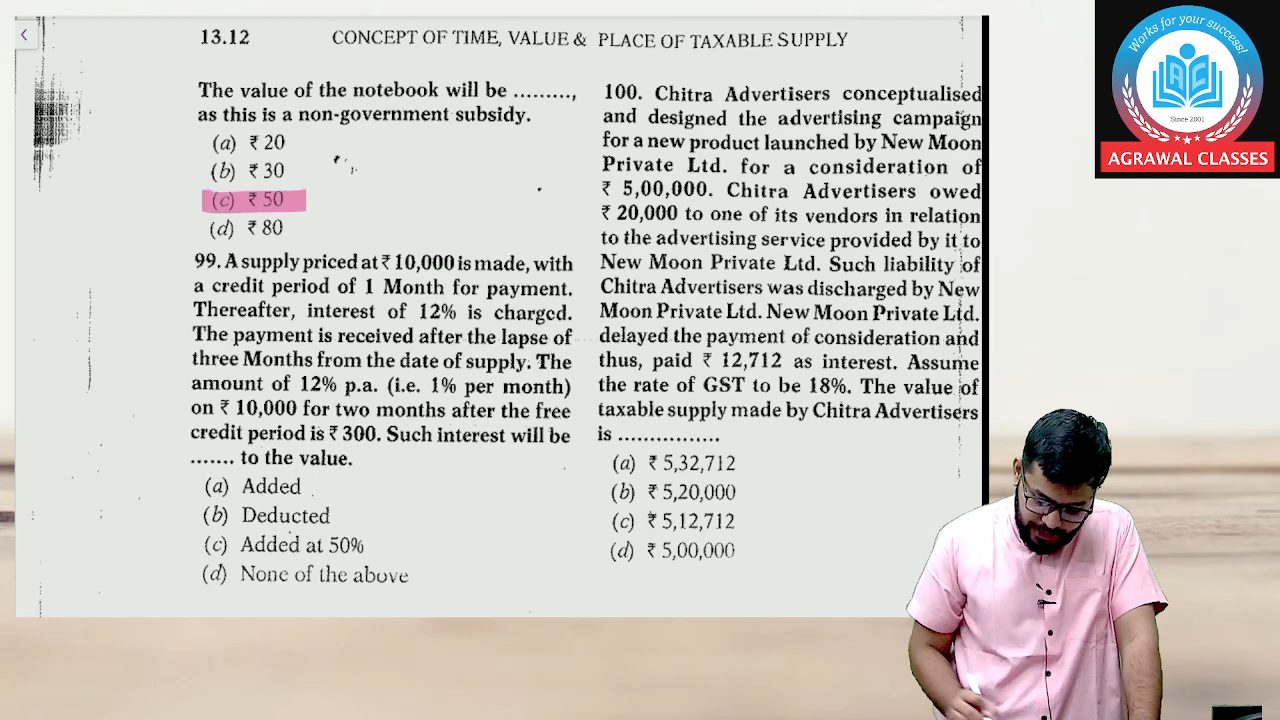 13.12 CONCEPT OF TIME, VALUE & PLACE OF TAXABLE SUPPLY
The value of the notebook will be .........,
as this is a non-government subsidy.
(a) ₹ 20
(b) ₹ 30
(c) ₹ 50
(d) ₹ 80
99. A supply priced at ₹ 10,000 is made, with
a credit period of 1 Month for payment.
Thereafter, interest of 12% is charged.
The payment is received after the lapse of
three Months from the date of supply. The
amount of 12% p.a. (i.e. 1% per month)
on ₹ 10,000 for two months after the free
credit period is ₹ 300. Such interest will be
....... to the value.
(a) Added
(b) Deducted
(c) Added at 50%
(d) None of the above
100. Chitra Advertisers conceptualised
and designed the advertising campaign
for a new product launched by New Moon
Private Ltd. for a consideration of
₹ 5,00,000. Chitra Advertisers owed
₹ 20,000 to one of its vendors in relation
to the advertising service provided by it to
New Moon Private Ltd. Such liability of
Chitra Advertisers was discharged by New
Moon Private Ltd. New Moon Private Ltd.
delayed the payment of consideration and
thus, paid ₹ 12,712 as interest. Assume
the rate of GST to be 18%. The value of
taxable supply made by Chitra Advertisers
is ................
(a) ₹ 5,32,712
(b) ₹ 5,20,000
(c) ₹ 5,12,712
(d) ₹ 5,00,000
Works for your success!
AC
Since 2001
AGRAWAL CLASSES